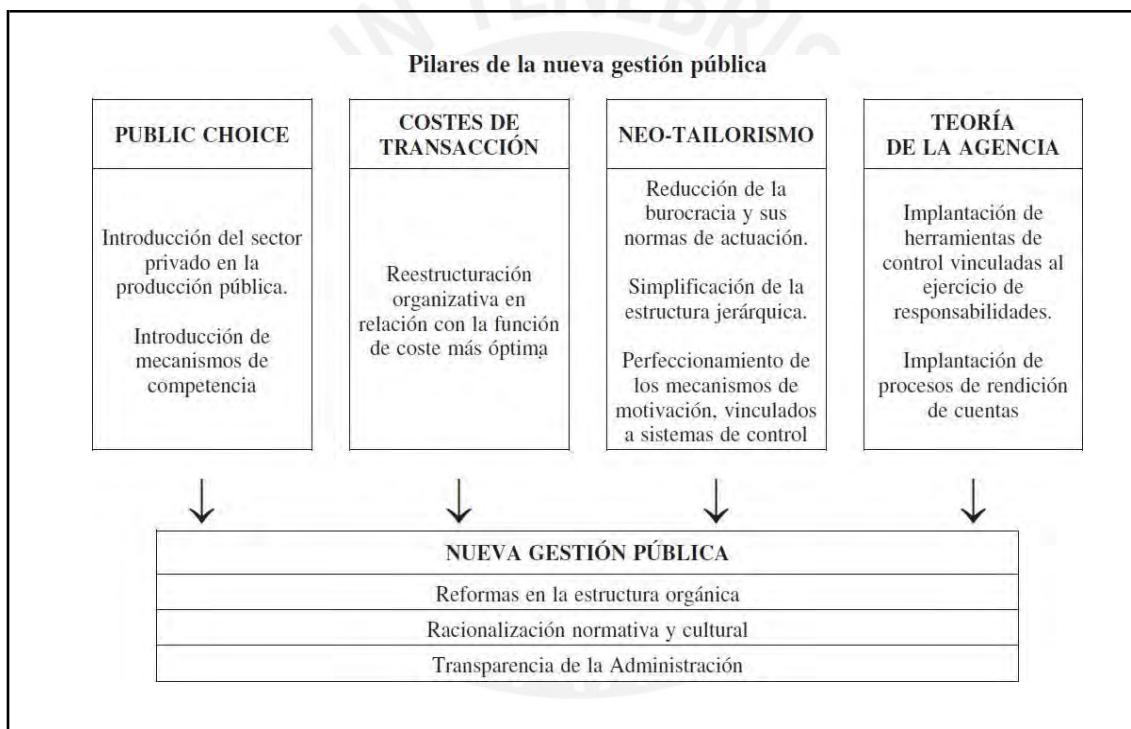 IN TENEBRIS
Pilares de la nueva gestión pública
PUBLIC CHOICE
Introducción del sector
privado en la
producción pública.
Introducción de
mecanismos de
competencia
COSTES DE
TRANSACCIÓN
Reestructuración
organizativa en
relación con la función
de coste más óptima
NEO-TAILORISMO
Reducción de la
burocracia y sus
normas de actuación.
Simplificación de la
estructura jerárquica.
Perfeccionamiento de
los mecanismos de
motivación, vinculados
a sistemas de control
TEORÍA
DE LA AGENCIA
Implantación de
herramientas de
control vinculadas al
ejercicio de
responsabilidades.
Implantación de
procesos de rendición
de cuentas
NUEVA GESTIÓN PÚBLICA
Reformas en la estructura orgánica
Racionalización normativa y cultural
Transparencia de la Administración